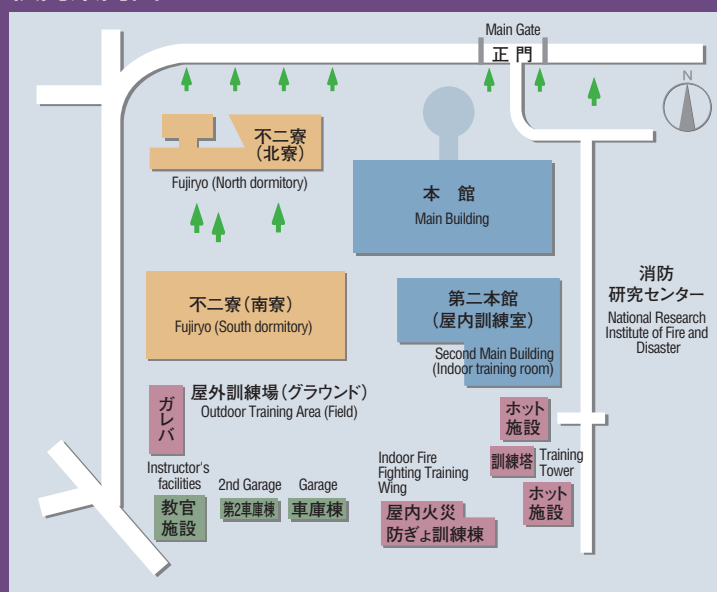 Main Gate
正門
N
不二寮
(北寮)
Fujiryo (North dormitory)
本 館
Main Building
不二寮(南寮)
Fujiryo (South dormitory)
第二本館
(屋内訓練室)
Second Main Building
(Indoor training room)
消防
研究センター
National Research
Institute of Fire and
Disaster
ガレバ
屋外訓練場(グラウンド)
Outdoor Training Area (Field)
ホット
施設
訓練塔
Training
Tower
ホット
施設
Instructor's
facilities
教官
施設
2nd Garage
第2車庫棟
Garage
車庫棟
Indoor Fire
Fighting Training
Wing
屋内火災
防ぎょ訓練棟